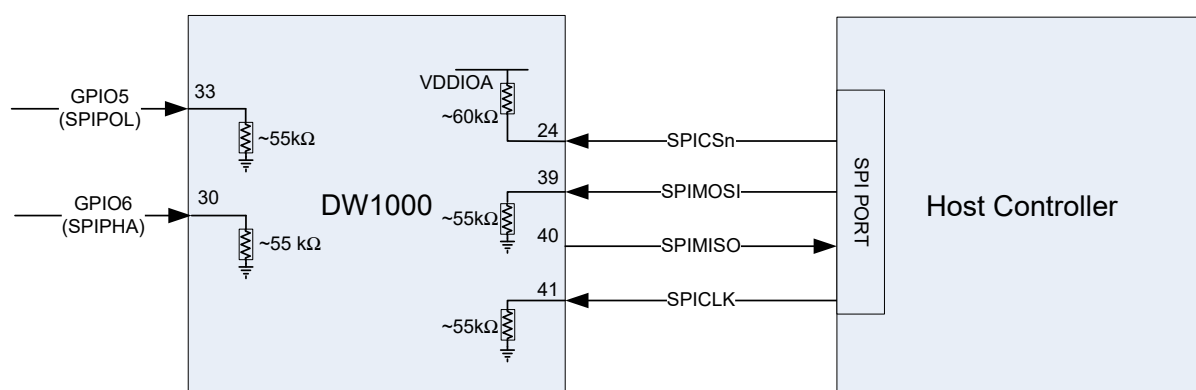 GPIO5
(SPIPOL)
33
~55kΩ
GPIO6
(SPIPHA)
30
~55 kΩ
DW1000
VDDIOA
~60kΩ
24
39
~55kΩ
40
41
~55kΩ
SPICSn
SPIMOSI
SPIMISO
SPICLK
SPI PORT
Host Controller